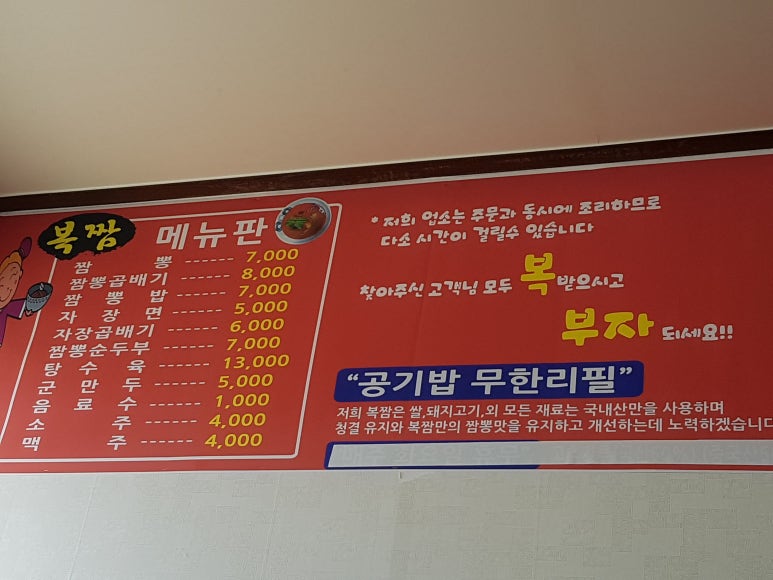 복짬 메뉴판
짬 뽕 ------ 7,000
짬뽕곱배기 ------ 8,000
짬 뽕 밥 ------ 7,000
자 장 면 ------ 5,000
자장곱배기 ------ 6,000
짬뽕순두부 ------ 7,000
탕 수 육 ------ 13,000
군 만 두 ------ 5,000
음 료 수 ------ 1,000
소 주 ------ 4,000
맥 주 ------ 4,000
* 저희 업소는 주문과 동시에 조리하므로
다소 시간이 걸릴수 있습니다
찾아주신 고객님 모두 복 받으시고
부자 되세요!!
“공기밥 무한리필”
저희 복짬은 쌀,돼지고기,외 모든 재료는 국내산만을 사용하며
청결 유지와 복짬만의 짬뽕맛을 유지하고 개선하는데 노력하겠습니다